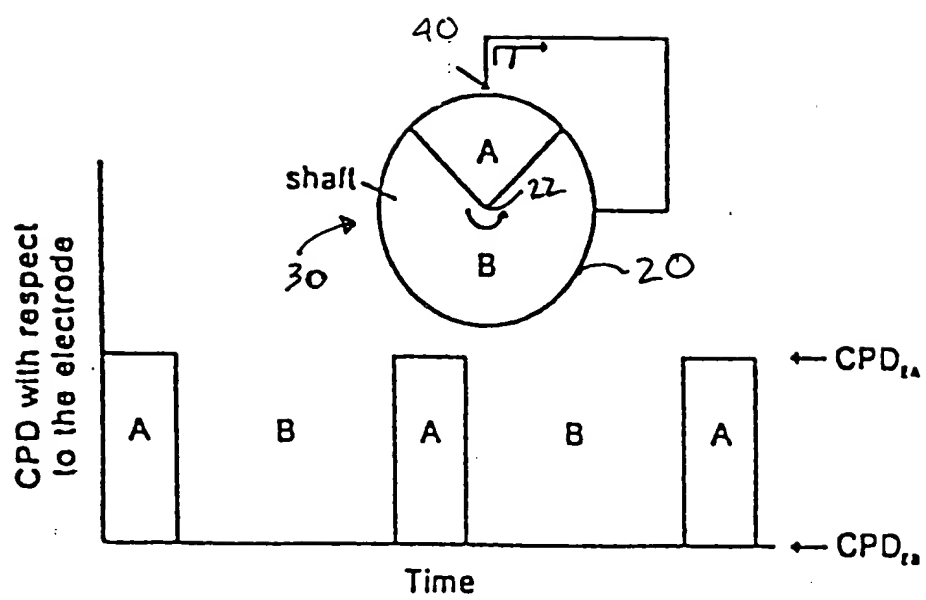 40
A
shaft
22
30
B
20
CPD with respect
to the electrode
A
B
A
B
A
CPD
CPD
Time